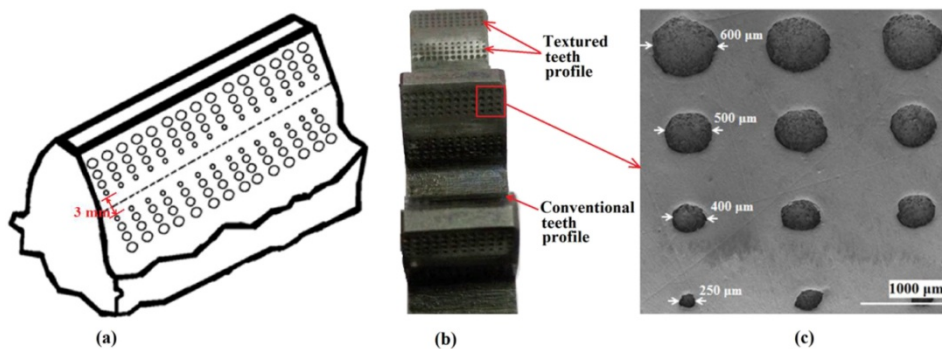 3 mm
(a)
Textured
teeth
profile
Conventional
teeth
profile
(b)
600 μm
500 μm
400 μm
250 μm
1000 μm
(c)